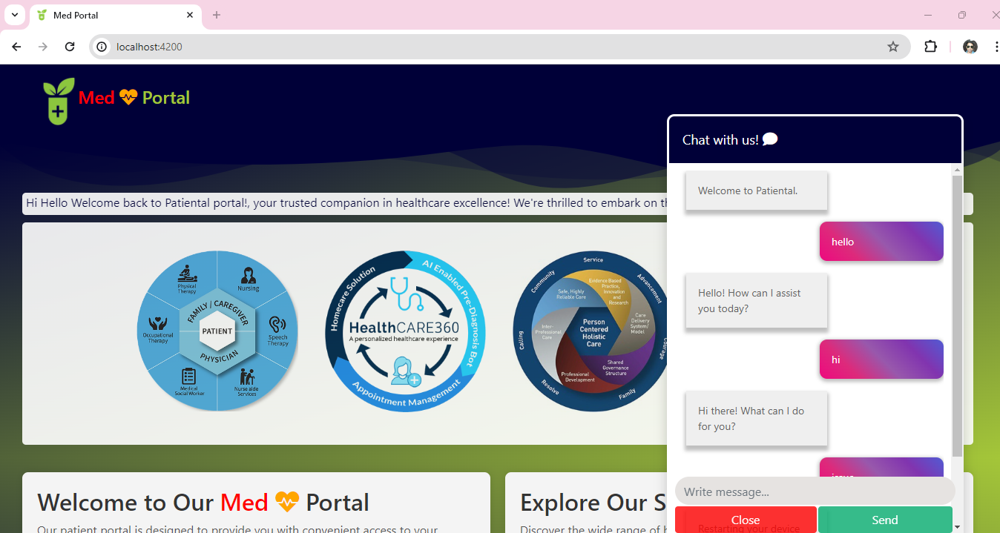 Med Portal
localhost:4200
Med Portal
Chat with us!
Welcome to Patiental.
hello
Hello! How can I assist
you today?
hi
Hi there! What can I do
for you?
Write message...
Close
Send
Restarting your device
Hi Hello Welcome back to Patiental portal!, your trusted companion in healthcare excellence! We're thrilled to embark on
Physical
Therapy
Nursing
Occupational
Therapy
FAMILY / CAREGIVER
PATIENT
PHYSICIAN
Speech
Therapy
Medical
Social Worker
Nurse aide
Services
Homecare Solution
AI Enabled Pre-Diagnosis Bot
HealthCARE360
A personalized healthcare experience
Appointment Management
Service
Community
Advancement
Evidence Based
Practice,
Innovation
and
Research
Safe, Highly
Reliable Care
Care
Delivery
System/
Model
Inter-
Professional
Care
Person
Centered
Holistic
Care
Calling
Courage
Shared
Governance
Structure
Professional
Development
Resolve
Family
Welcome to Our Med Portal
Our patient portal is designed to provide you with convenient access to your
Explore Our S
Discover the wide range of